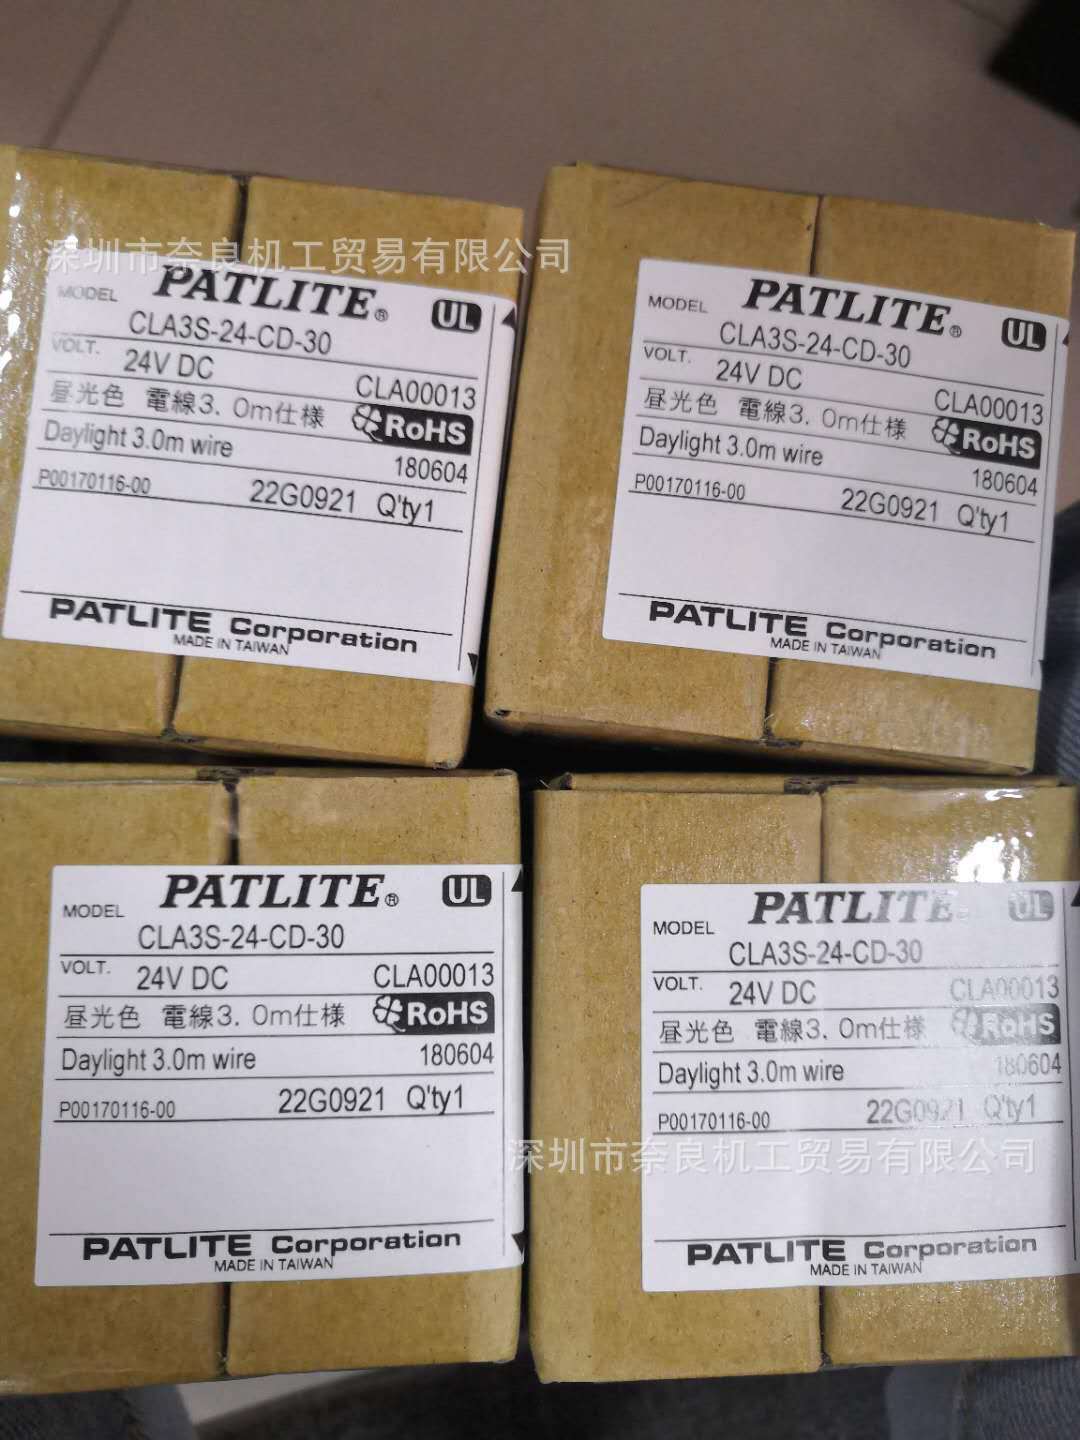 深圳市奈良机工贸易有限公司
PATLITE® UL
MODEL
CLA3S-24-CD-30
VOLT.
24V DC CLA00013
昼光色 電線3.0m仕様 RoHS
Daylight 3.0m wire 180604
P00170116-00 22G0921 Q'ty1
PATLITE Corporation
MADE IN TAIWAN
PATLITE® UL
MODEL
CLA3S-24-CD-30
VOLT.
24V DC CLA00013
昼光色 電線3.0m仕様 RoHS
Daylight 3.0m wire 180604
P00170116-00 22G0921 Q'ty1
PATLITE Corporation
MADE IN TAIWAN
PATLITE® UL
MODEL
CLA3S-24-CD-30
VOLT.
24V DC CLA00013
昼光色 電線3.0m仕様 RoHS
Daylight 3.0m wire 180604
P00170116-00 22G0921 Q'ty1
PATLITE Corporation
MADE IN TAIWAN
PATLITE UL
MODEL
CLA3S-24-CD-30
VOLT.
24V DC CLA00013
昼光色 電線3.0m仕様 RoHS
Daylight 3.0m wire 180604
P00170116-00 22G0921 Q'ty1
深圳市奈良机工贸易有限公司
PATLITE Corporation
MADE IN TAIWAN